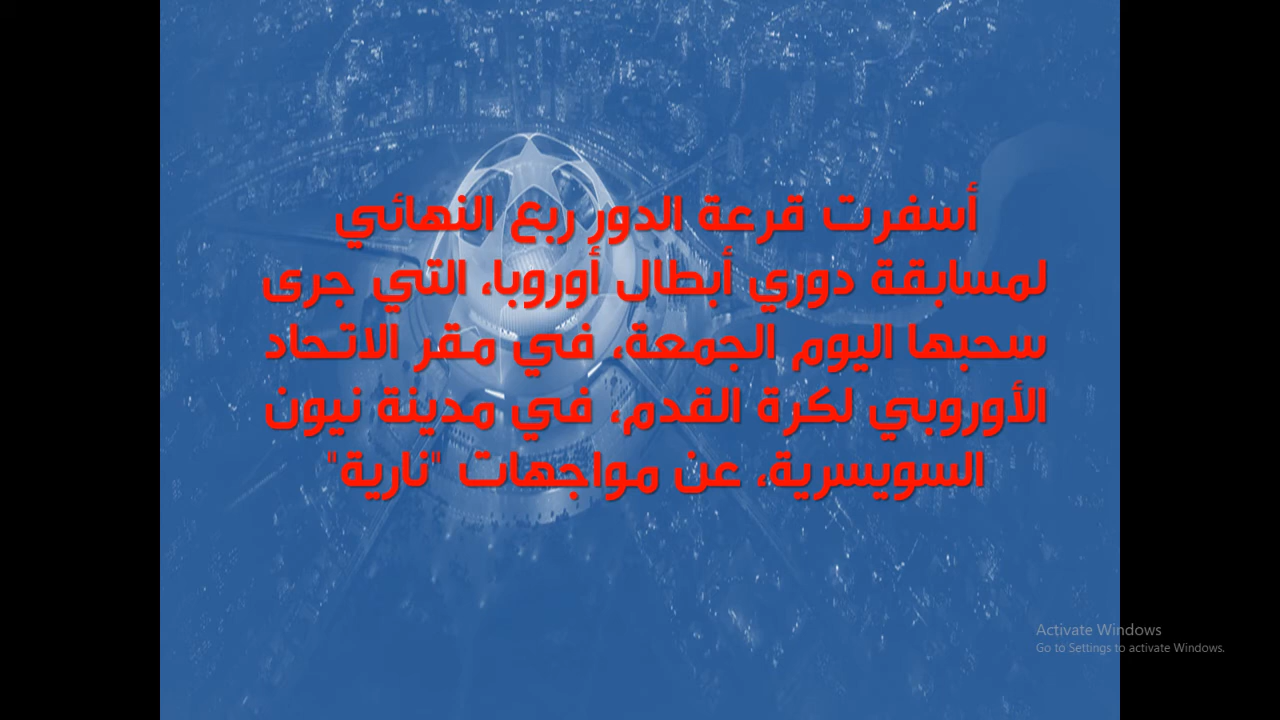 أسفرت قرعة الدور ربع النهائي
لمسابقة دوري أبطال أوروبا، التي جرى
سحبها اليوم الجمعة، في مقر الاتحاد
الأوروبي لكرة القدم، في مدينة نيون
السويسرية، عن مواجهات "نارية"
Activate Windows
Go to Settings to activate Windows.